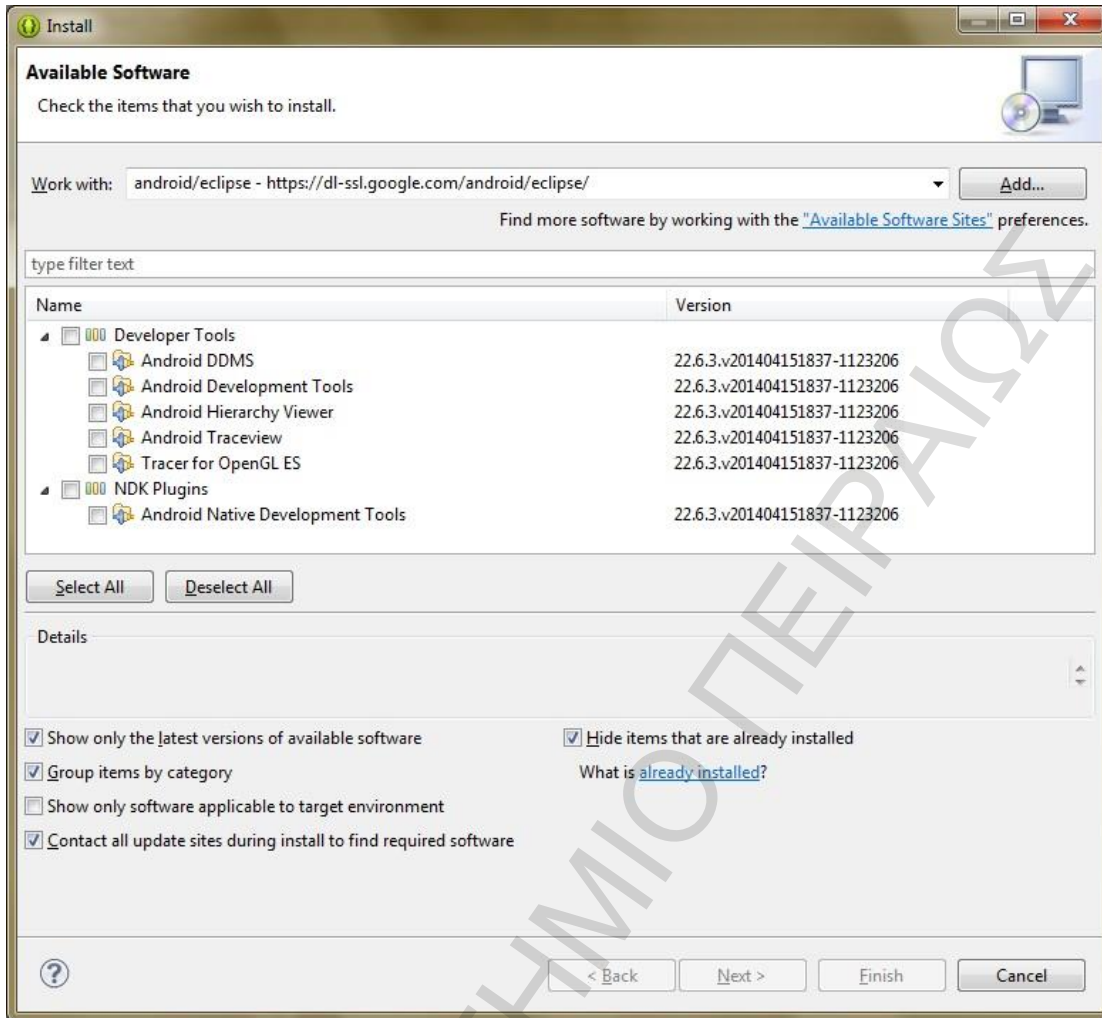 Install
Available Software
Check the items that you wish to install.
Work with: android/eclipse - https://dl-ssl.google.com/android/eclipse/ Add...
Find more software by working with the "Available Software Sites" preferences.
type filter text
Name Version
Developer Tools
Android DDMS 22.6.3.v201404151837-1123206
Android Development Tools 22.6.3.v201404151837-1123206
Android Hierarchy Viewer 22.6.3.v201404151837-1123206
Android Traceview 22.6.3.v201404151837-1123206
Tracer for OpenGL ES 22.6.3.v201404151837-1123206
NDK Plugins
Android Native Development Tools 22.6.3.v201404151837-1123206
Select All Deselect All
Details
Show only the latest versions of available software Hide items that are already installed
Group items by category What is already installed?
Show only software applicable to target environment
Contact all update sites during install to find required software
< Back Next > Finish Cancel
ΠΕΙΡΑΙΩΣ